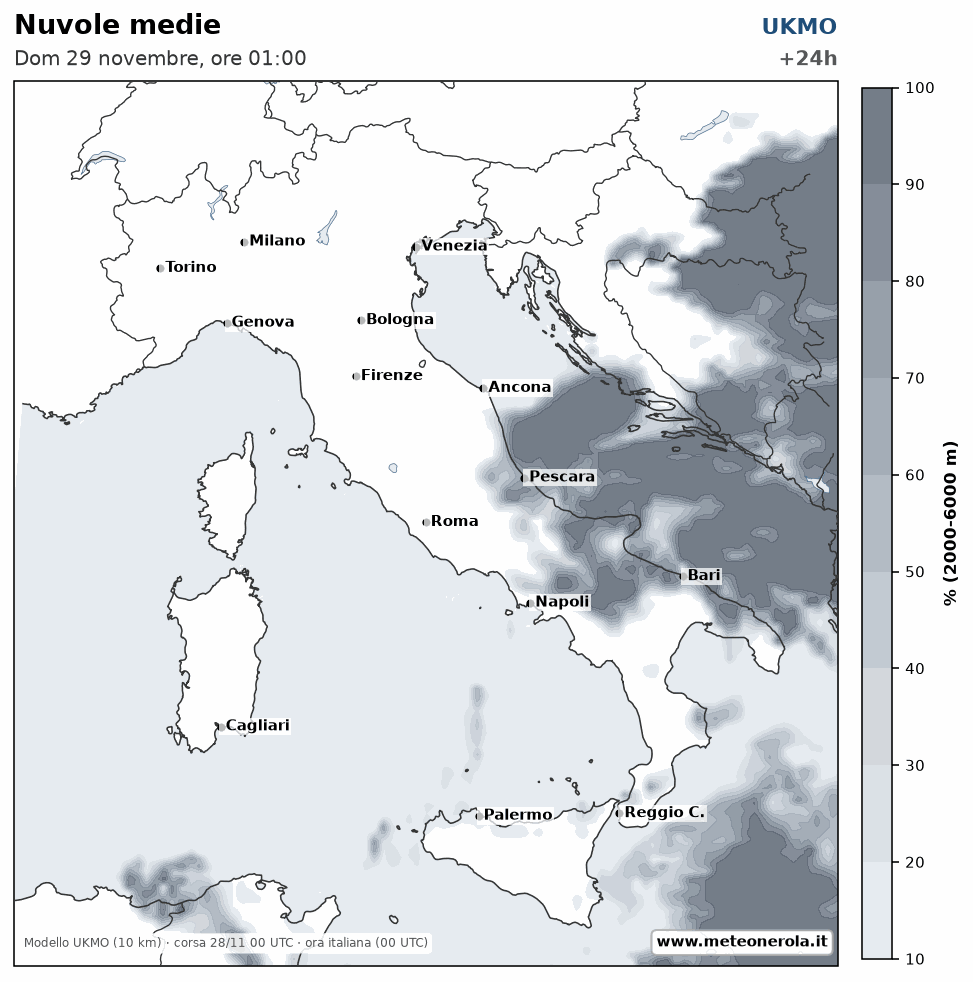 Nuvole medie
UKMO
Dom 29 novembre, ore 01:00
+24h
100
90
80
70
60
50
40
30
20
10
% (2000-6000 m)
Venezia
Milano
Torino
Genova
Bologna
Firenze
Ancona
Pescara
Roma
Bari
Napoli
Cagliari
Palermo
Reggio C.
Modello UKMO (10 km) · corsa 28/11 00 UTC · ora italiana (00 UTC)
www.meteonerola.it